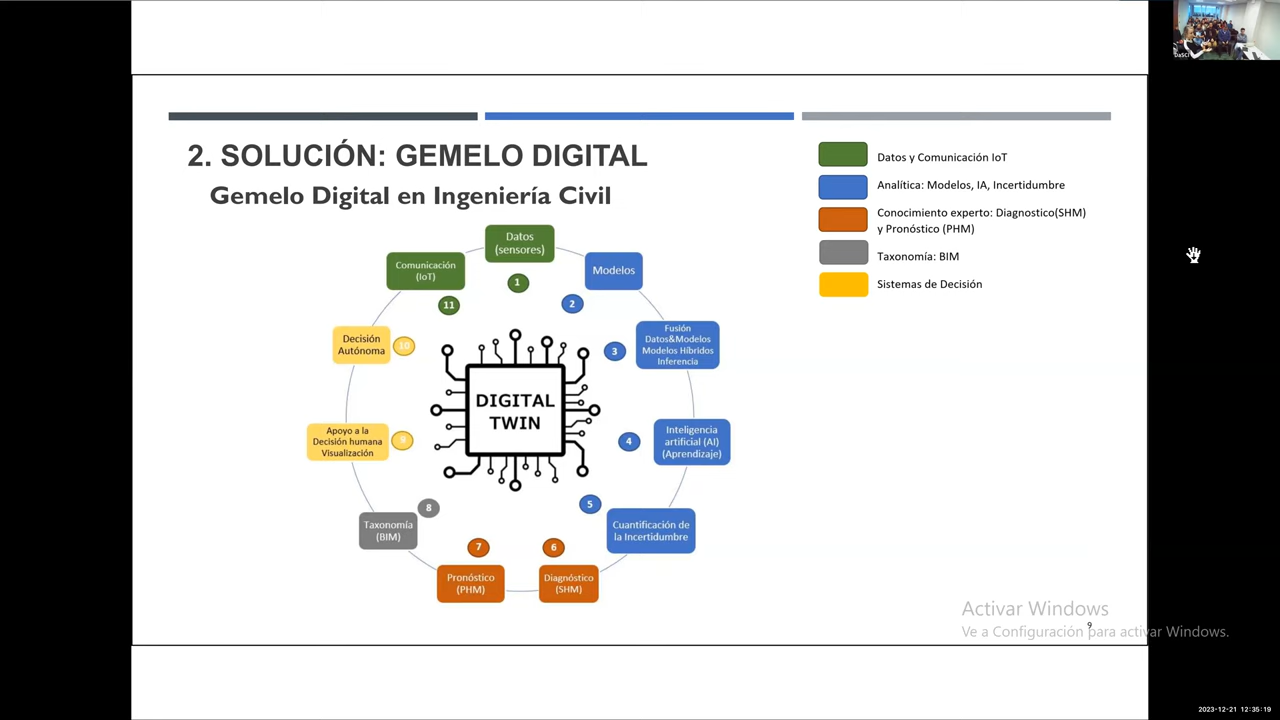 DaSCI
2. SOLUCIÓN: GEMELO DIGITAL
Gemelo Digital en Ingeniería Civil
Datos y Comunicación IoT
Analítica: Modelos, IA, Incertidumbre
Conocimiento experto: Diagnostico(SHM)
y Pronóstico (PHM)
Taxonomía: BIM
Sistemas de Decisión
Datos
(sensores)
1
Modelos
2
Fusión
Datos&Modelos
Modelos Híbridos
Inferencia
3
Inteligencia
artificial (AI)
(Aprendizaje)
4
Cuantificación de
la Incertidumbre
5
Diagnóstico
(SHM)
6
Pronóstico
(PHM)
7
Taxonomía
(BIM)
8
Apoyo a la
Decisión humana
Visualización
9
Decisión
Autónoma
10
Comunicación
(IoT)
11
DIGITAL
TWIN
Activar Windows
Ve a Configuración para activar Windows.
9
2023-12-21 12:35:19